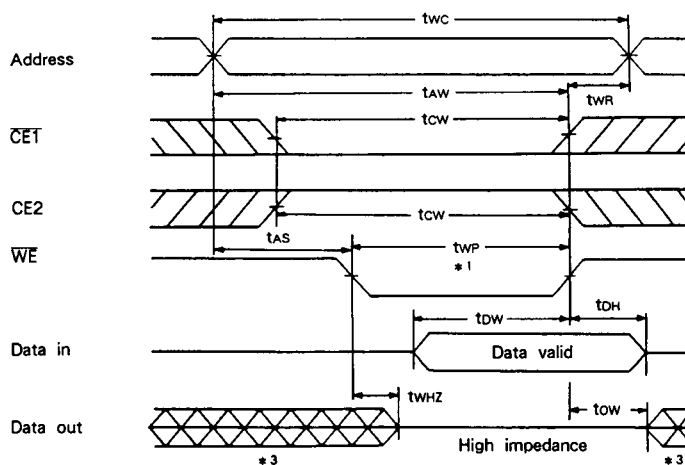 tWC
Address
tAW
tWR
CE1
tCW
CE2
tCW
tAS
tWP
WE
*1
tDW
tDH
Data in
Data valid
tWHZ
tOW
Data out
High impedance
*3
*3